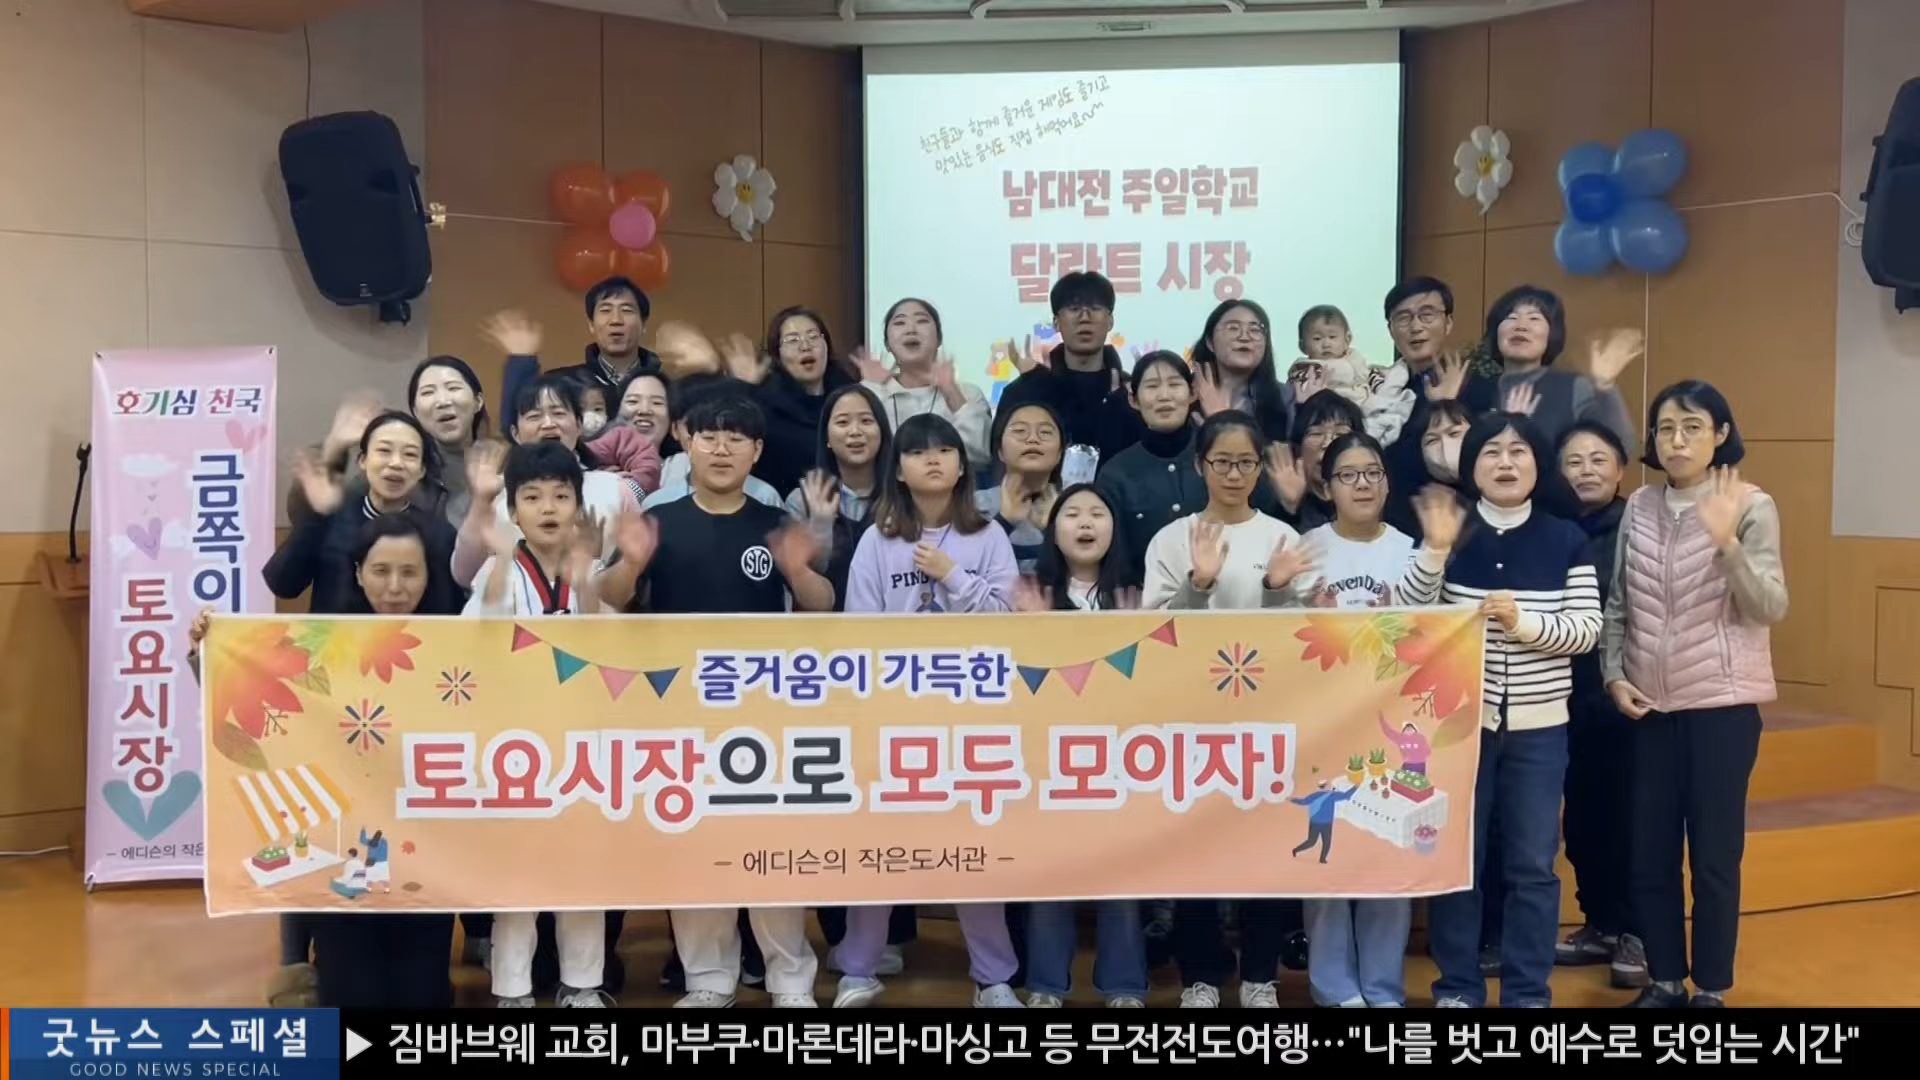 친구들과 함께 즐거운 게임도 즐기고
맛있는 음식도 직접 해먹어요~^^
남대전 주일학교
달란트 시장
호기심 천국
금쪽이
토요시장
- 에디슨의 작은
STG
즐거움이 가득한
토요시장으로 모두 모이자!
- 에디슨의 작은도서관 -
굿뉴스 스페셜
GOOD NEWS SPECIAL
▶ 짐바브웨 교회, 마부쿠·마론데라·마싱고 등 무전전도여행···"나를 벗고 예수로 덧입는 시간"